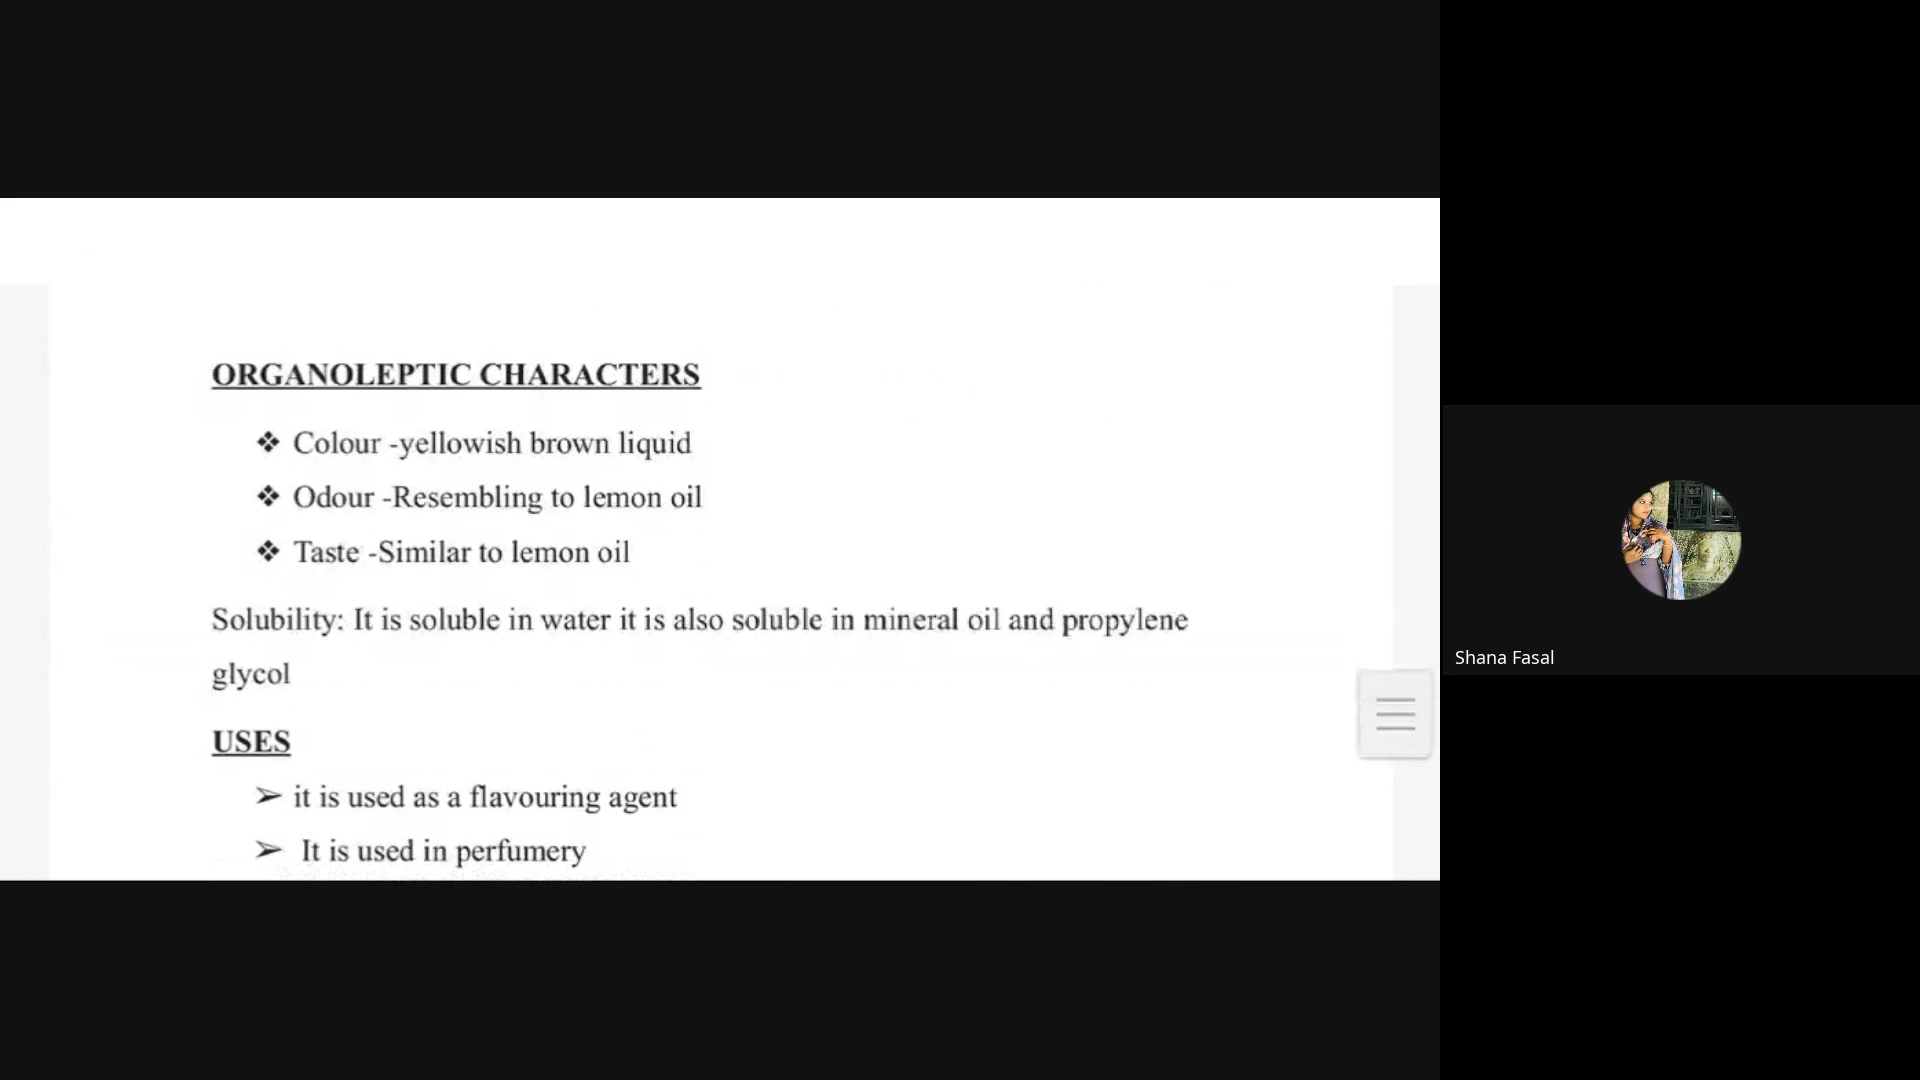 ORGANOLEPTIC CHARACTERS
❖ Colour -yellowish brown liquid
❖ Odour -Resembling to lemon oil
❖ Taste -Similar to lemon oil
Solubility: It is soluble in water it is also soluble in mineral oil and propylene
glycol
USES
➢ it is used as a flavouring agent
➢ It is used in perfumery
Shana Fasal